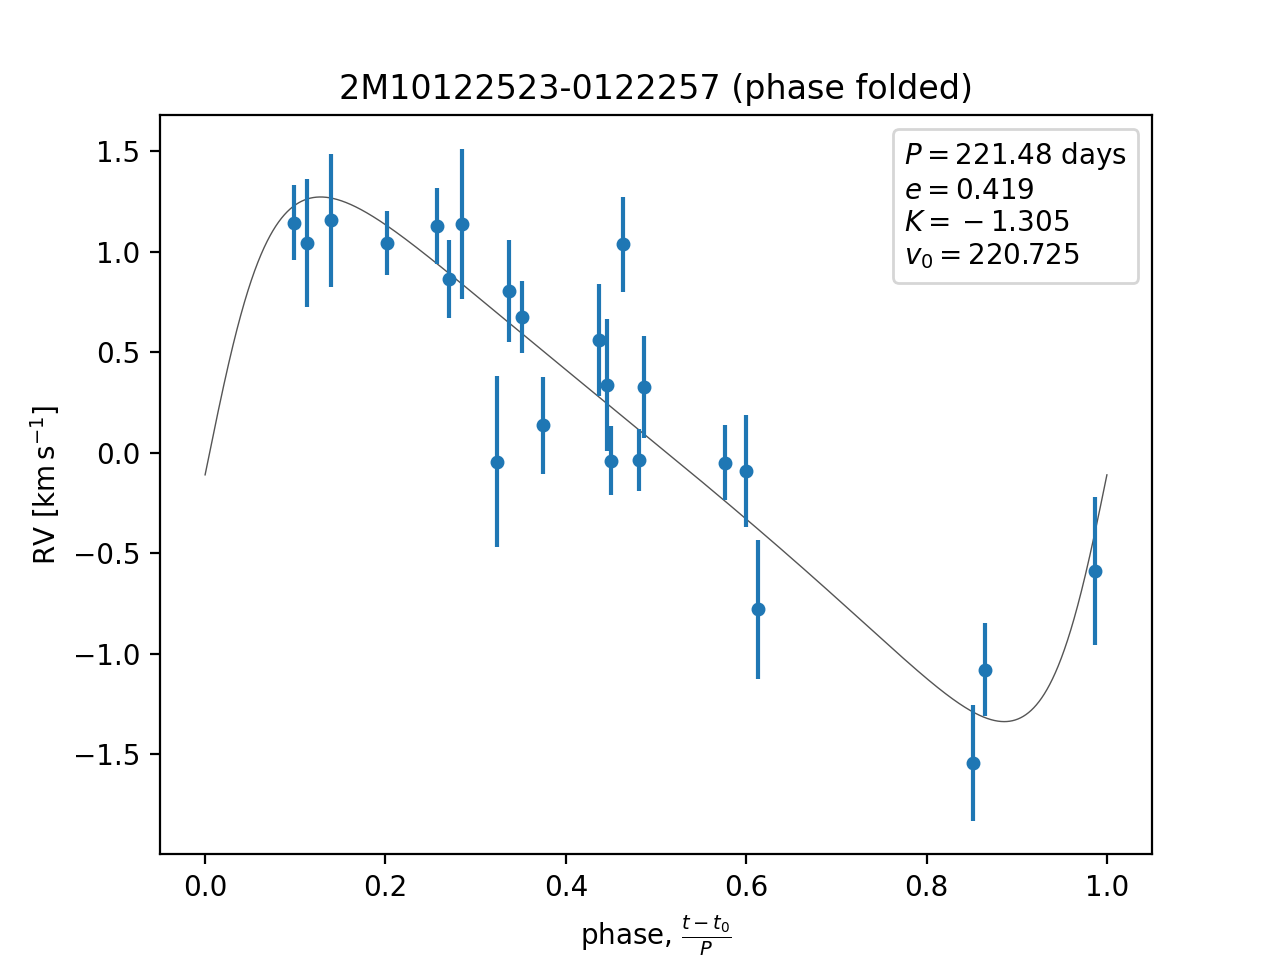 2M10122523-0122257 (phase folded)
P = 221.48 days
e = 0.419
K = −1.305
v₀ = 220.725
RV [km s⁻¹]
1.5
1.0
0.5
0.0
−0.5
−1.0
−1.5
0.0 0.2 0.4 0.6 0.8 1.0
phase, (t − t₀)/P